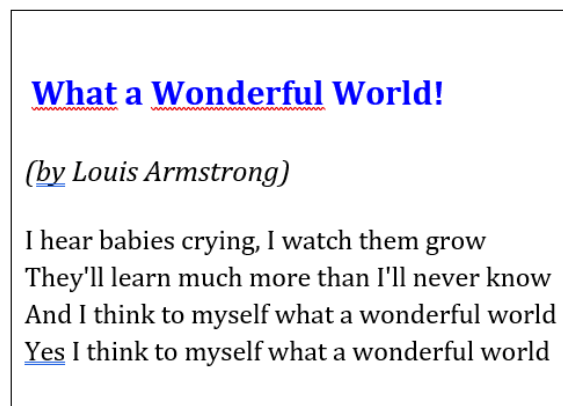 What a Wonderful World!
(by Louis Armstrong)
I hear babies crying, I watch them grow
They'll learn much more than I'll never know
And I think to myself what a wonderful world
Yes I think to myself what a wonderful world